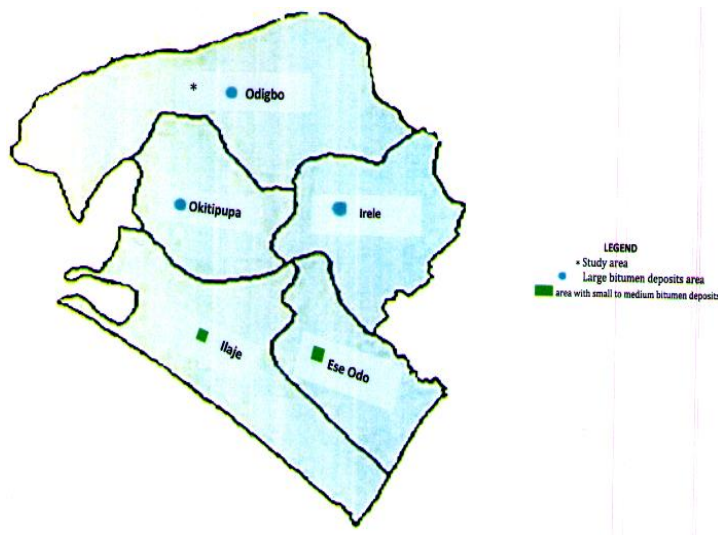 * Odigbo
Okitipupa
Irele
Ilaje
Ese Odo
LEGEND
* Study area
Large bitumen deposits area
area with small to medium bitumen deposits